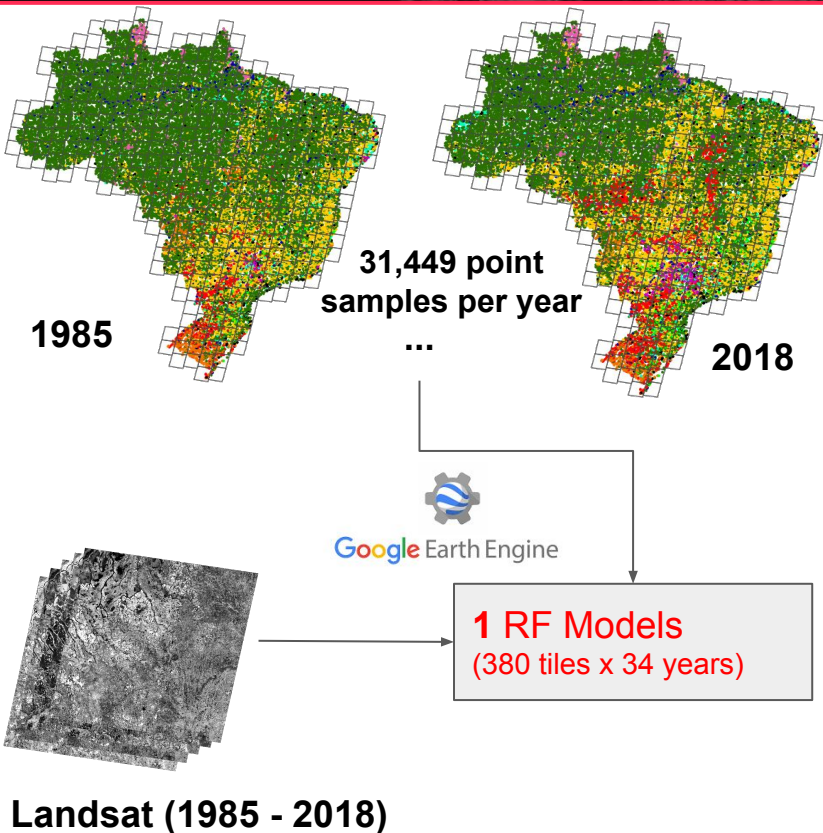 31,449 point
samples per year
...
1985
2018
Google Earth Engine
1 RF Models
(380 tiles x 34 years)
Landsat (1985 - 2018)